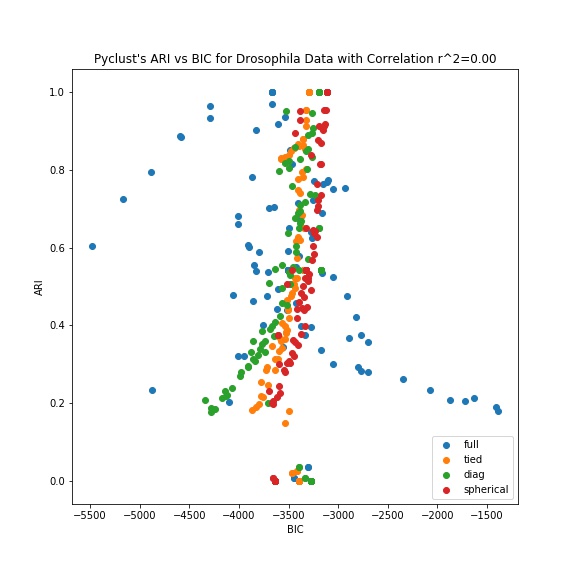 Pyclust's ARI vs BIC for Drosophila Data with Correlation r^2=0.00
1.0
0.8
0.6
0.4
0.2
0.0
ARI
−5500 −5000 −4500 −4000 −3500 −3000 −2500 −2000 −1500
BIC
full
tied
diag
spherical